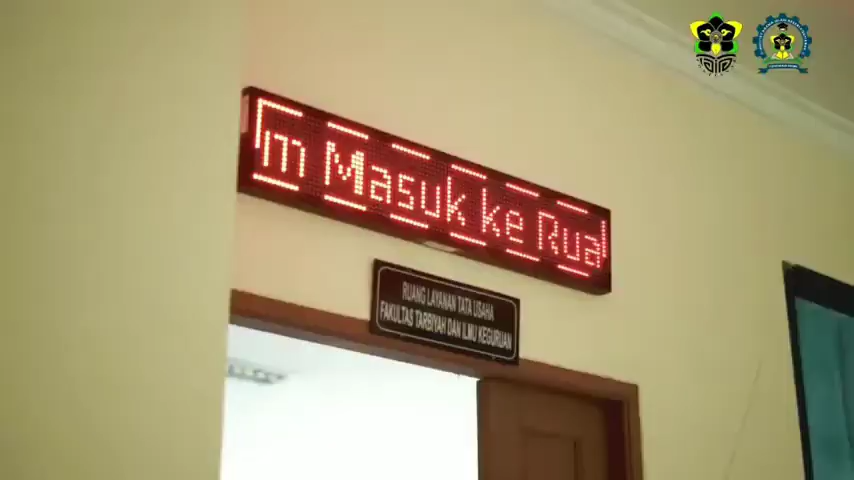 m Masuk ke Rua
RUANG LAYANAN TATA USAHA
FAKULTAS TARBIYAH DAN ILMU KEGURUAN